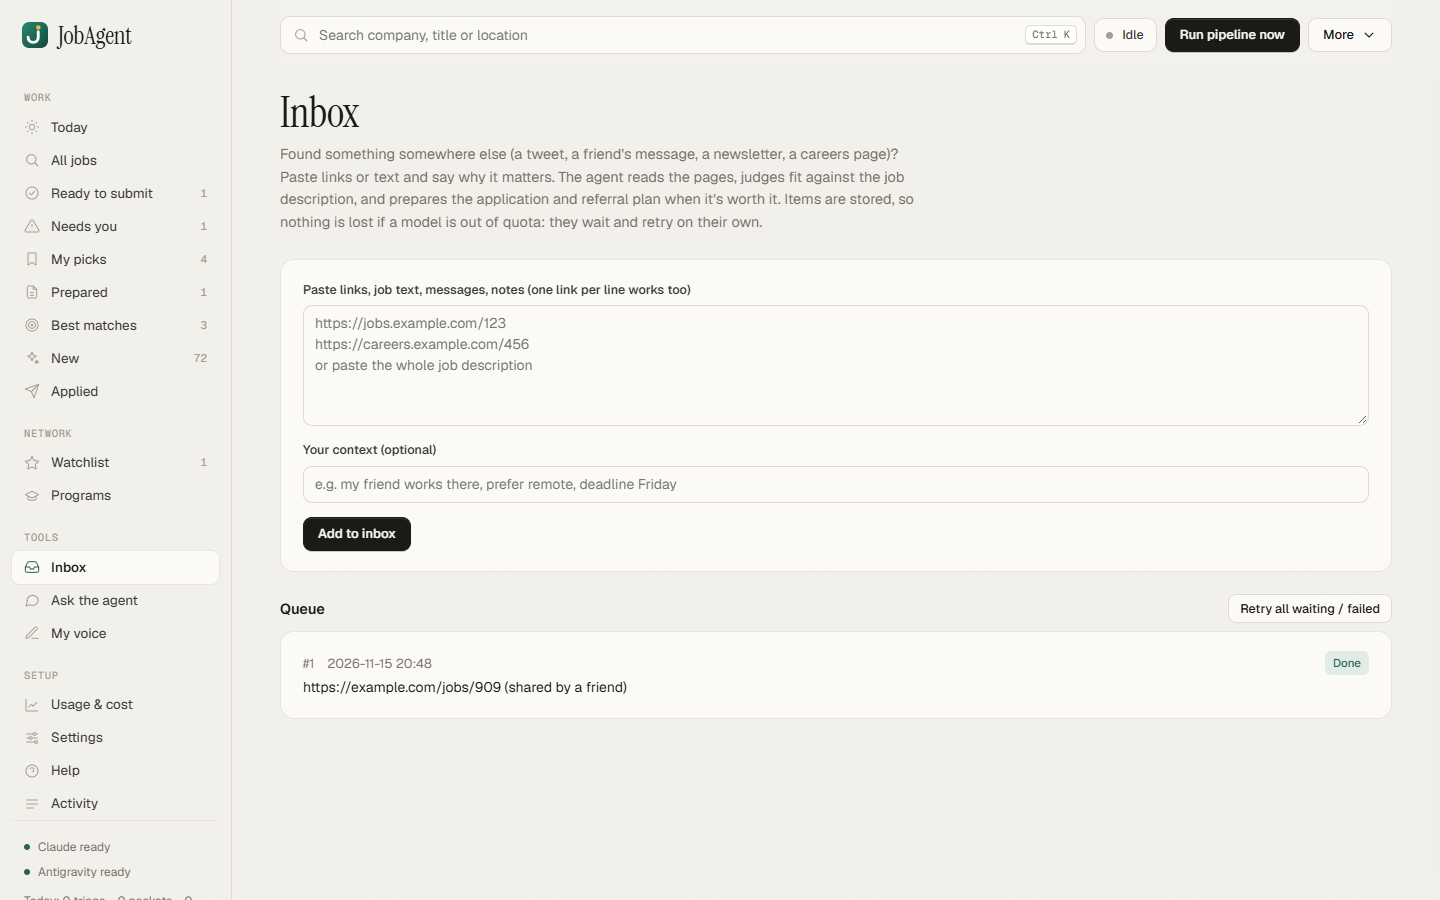 JobAgent
WORK
Today
All jobs
Ready to submit 1
Needs you 1
My picks 4
Prepared 1
Best matches 3
New 72
Applied
NETWORK
Watchlist 1
Programs
TOOLS
Inbox
Ask the agent
My voice
SETUP
Usage & cost
Settings
Help
Activity
Claude ready
Antigravity ready
Search company, title or location Ctrl K
Idle
Run pipeline now
More
Inbox
Found something somewhere else (a tweet, a friend's message, a newsletter, a careers page)?
Paste links or text and say why it matters. The agent reads the pages, judges fit against the job
description, and prepares the application and referral plan when it's worth it. Items are stored, so
nothing is lost if a model is out of quota: they wait and retry on their own.
Paste links, job text, messages, notes (one link per line works too)
https://jobs.example.com/123
https://careers.example.com/456
or paste the whole job description
Your context (optional)
e.g. my friend works there, prefer remote, deadline Friday
Add to inbox
Queue
Retry all waiting / failed
#1 2026-11-15 20:48
Done
https://example.com/jobs/909 (shared by a friend)